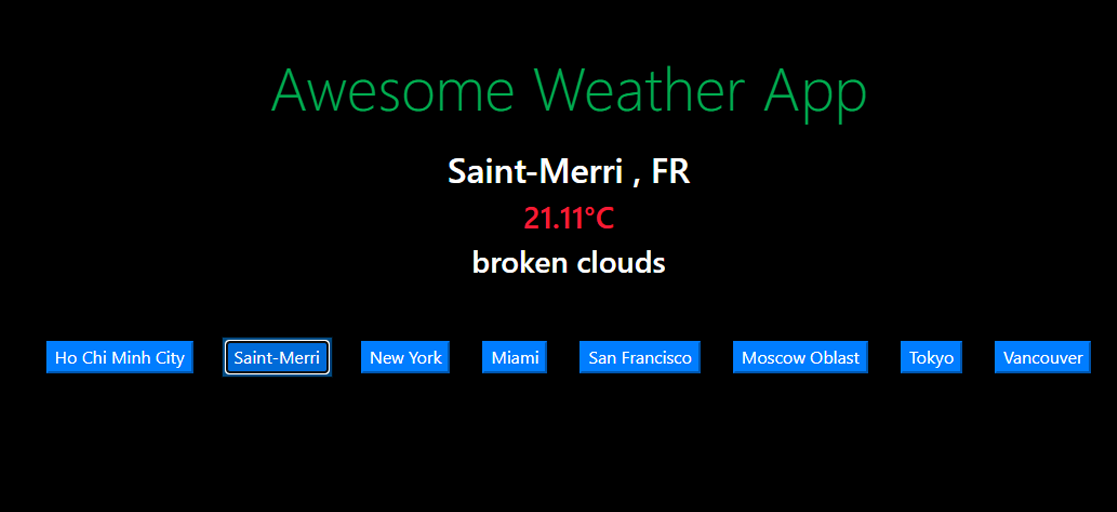 Awesome Weather App
Saint-Merri , FR
21.11°C
broken clouds
Ho Chi Minh City Saint-Merri New York Miami San Francisco Moscow Oblast Tokyo Vancouver